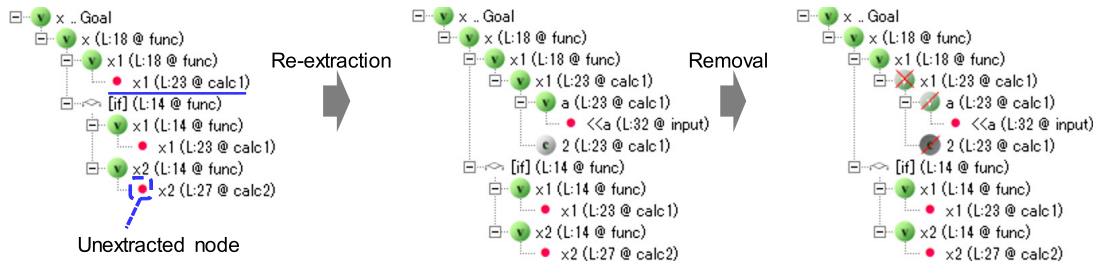 x .. Goal
x (L:18 @ func)
x1 (L:18 @ func)
x1 (L:23 @ calc1)
[if] (L:14 @ func)
x1 (L:14 @ func)
x1 (L:23 @ calc1)
x2 (L:14 @ func)
x2 (L:27 @ calc2)
Unextracted node
Re-extraction
x .. Goal
x (L:18 @ func)
x1 (L:18 @ func)
x1 (L:23 @ calc1)
a (L:23 @ calc1)
<<a (L:32 @ input)
2 (L:23 @ calc1)
[if] (L:14 @ func)
x1 (L:14 @ func)
x1 (L:23 @ calc1)
x2 (L:14 @ func)
x2 (L:27 @ calc2)
Removal
x .. Goal
x (L:18 @ func)
x1 (L:18 @ func)
x1 (L:23 @ calc1)
a (L:23 @ calc1)
<<a (L:32 @ input)
2 (L:23 @ calc1)
[if] (L:14 @ func)
x1 (L:14 @ func)
x1 (L:23 @ calc1)
x2 (L:14 @ func)
x2 (L:27 @ calc2)